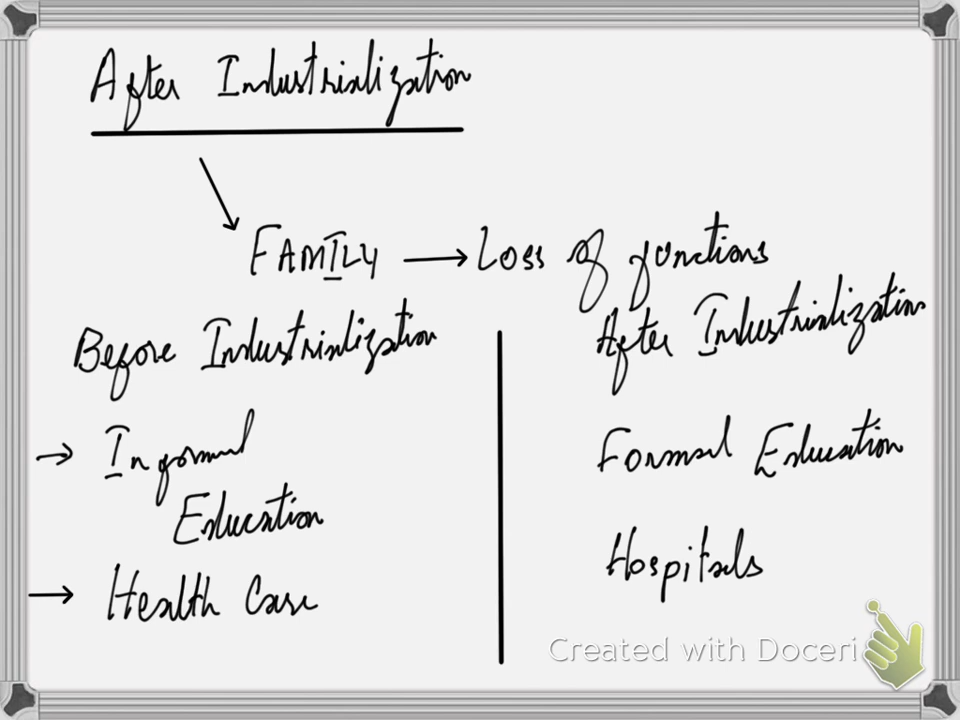 After Industrialization
FAMILY → Loss of functions
Before Industrialization
→ Informal
Education
→ Health Care
After Industrialization
Formal Education
Hospitals
Created with Doceri